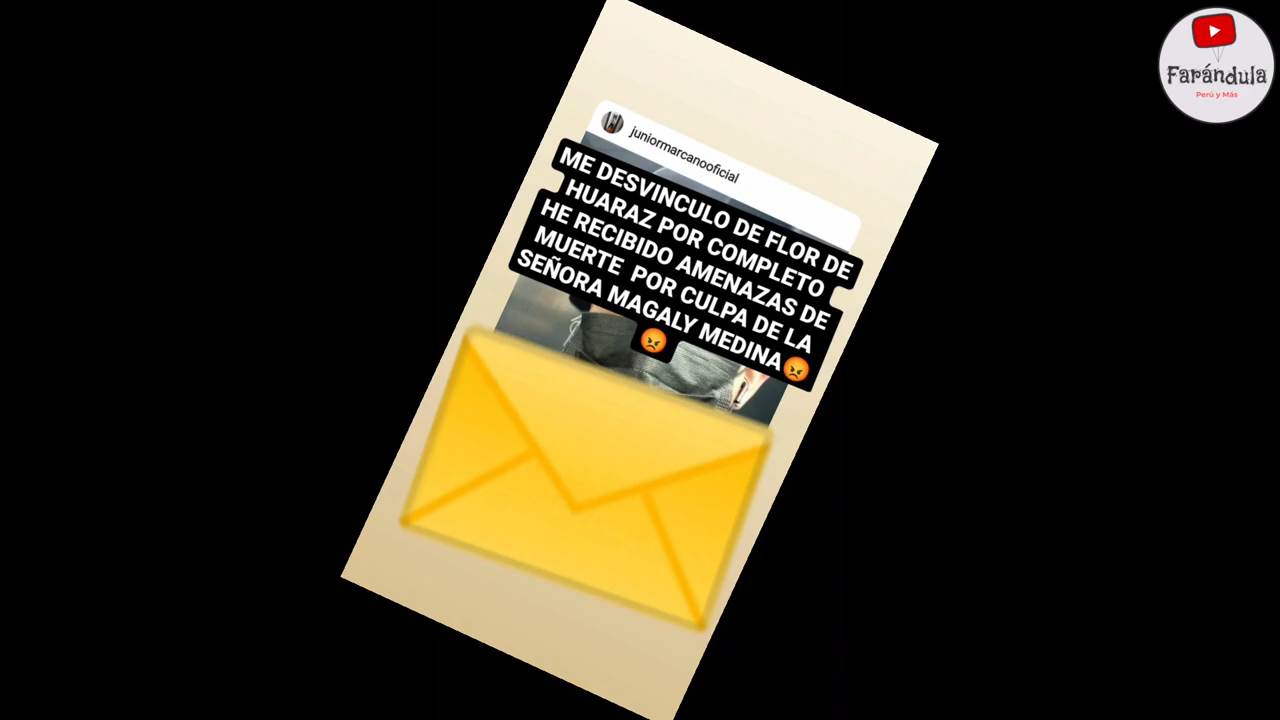 Farándula
Perú y Más
juniormarcanooficial
ME DESVINCULO DE FLOR DE
HUARAZ POR COMPLETO
HE RECIBIDO AMENAZAS DE
MUERTE POR CULPA DE LA
SEÑORA MAGALY MEDINA😡
😡